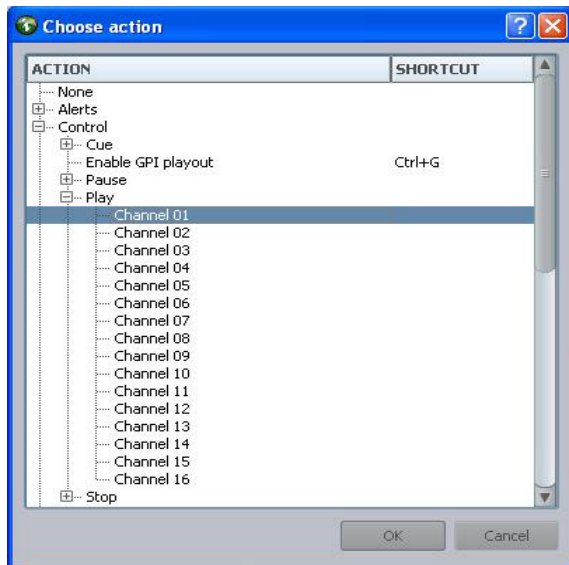 Choose action
ACTION SHORTCUT
None
Alerts
Control
Cue
Enable GPI playout Ctrl+G
Pause
Play
Channel 01
Channel 02
Channel 03
Channel 04
Channel 05
Channel 06
Channel 07
Channel 08
Channel 09
Channel 10
Channel 11
Channel 12
Channel 13
Channel 14
Channel 15
Channel 16
Stop
OK Cancel